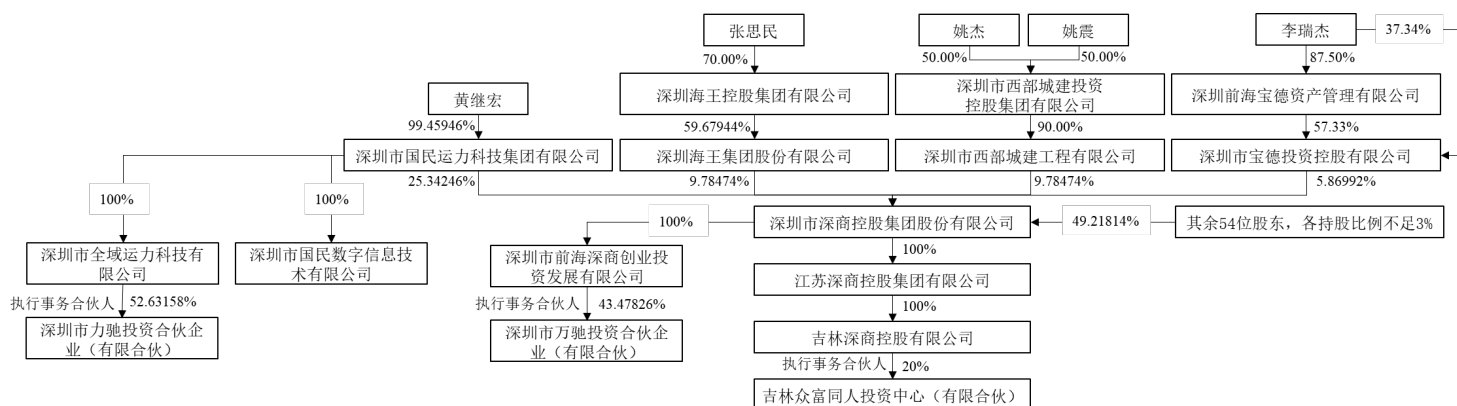 张思民
姚杰
姚震
李瑞杰
37.34%
70.00%
50.00%
50.00%
87.50%
黄继宏
深圳海王控股集团有限公司
深圳市西部城建投资
控股集团有限公司
深圳前海宝德资产管理有限公司
99.45946%
59.67944%
90.00%
57.33%
深圳市国民运力科技集团有限公司
深圳海王集团股份有限公司
深圳市西部城建工程有限公司
深圳市宝德投资控股有限公司
25.34246%
9.78474%
9.78474%
5.86992%
100%
100%
100%
深圳市深商控股集团股份有限公司
49.21814%
其余54位股东，各持股比例不足3%
深圳市全域运力科技有
限公司
深圳市国民数字信息技
术有限公司
深圳市前海深商创业投
资发展有限公司
100%
江苏深商控股集团有限公司
执行事务合伙人
52.63158%
执行事务合伙人
43.47826%
100%
深圳市力驰投资合伙企
业（有限合伙）
深圳市万驰投资合伙企
业（有限合伙）
吉林深商控股有限公司
执行事务合伙人
20%
吉林众富同人投资中心（有限合伙）